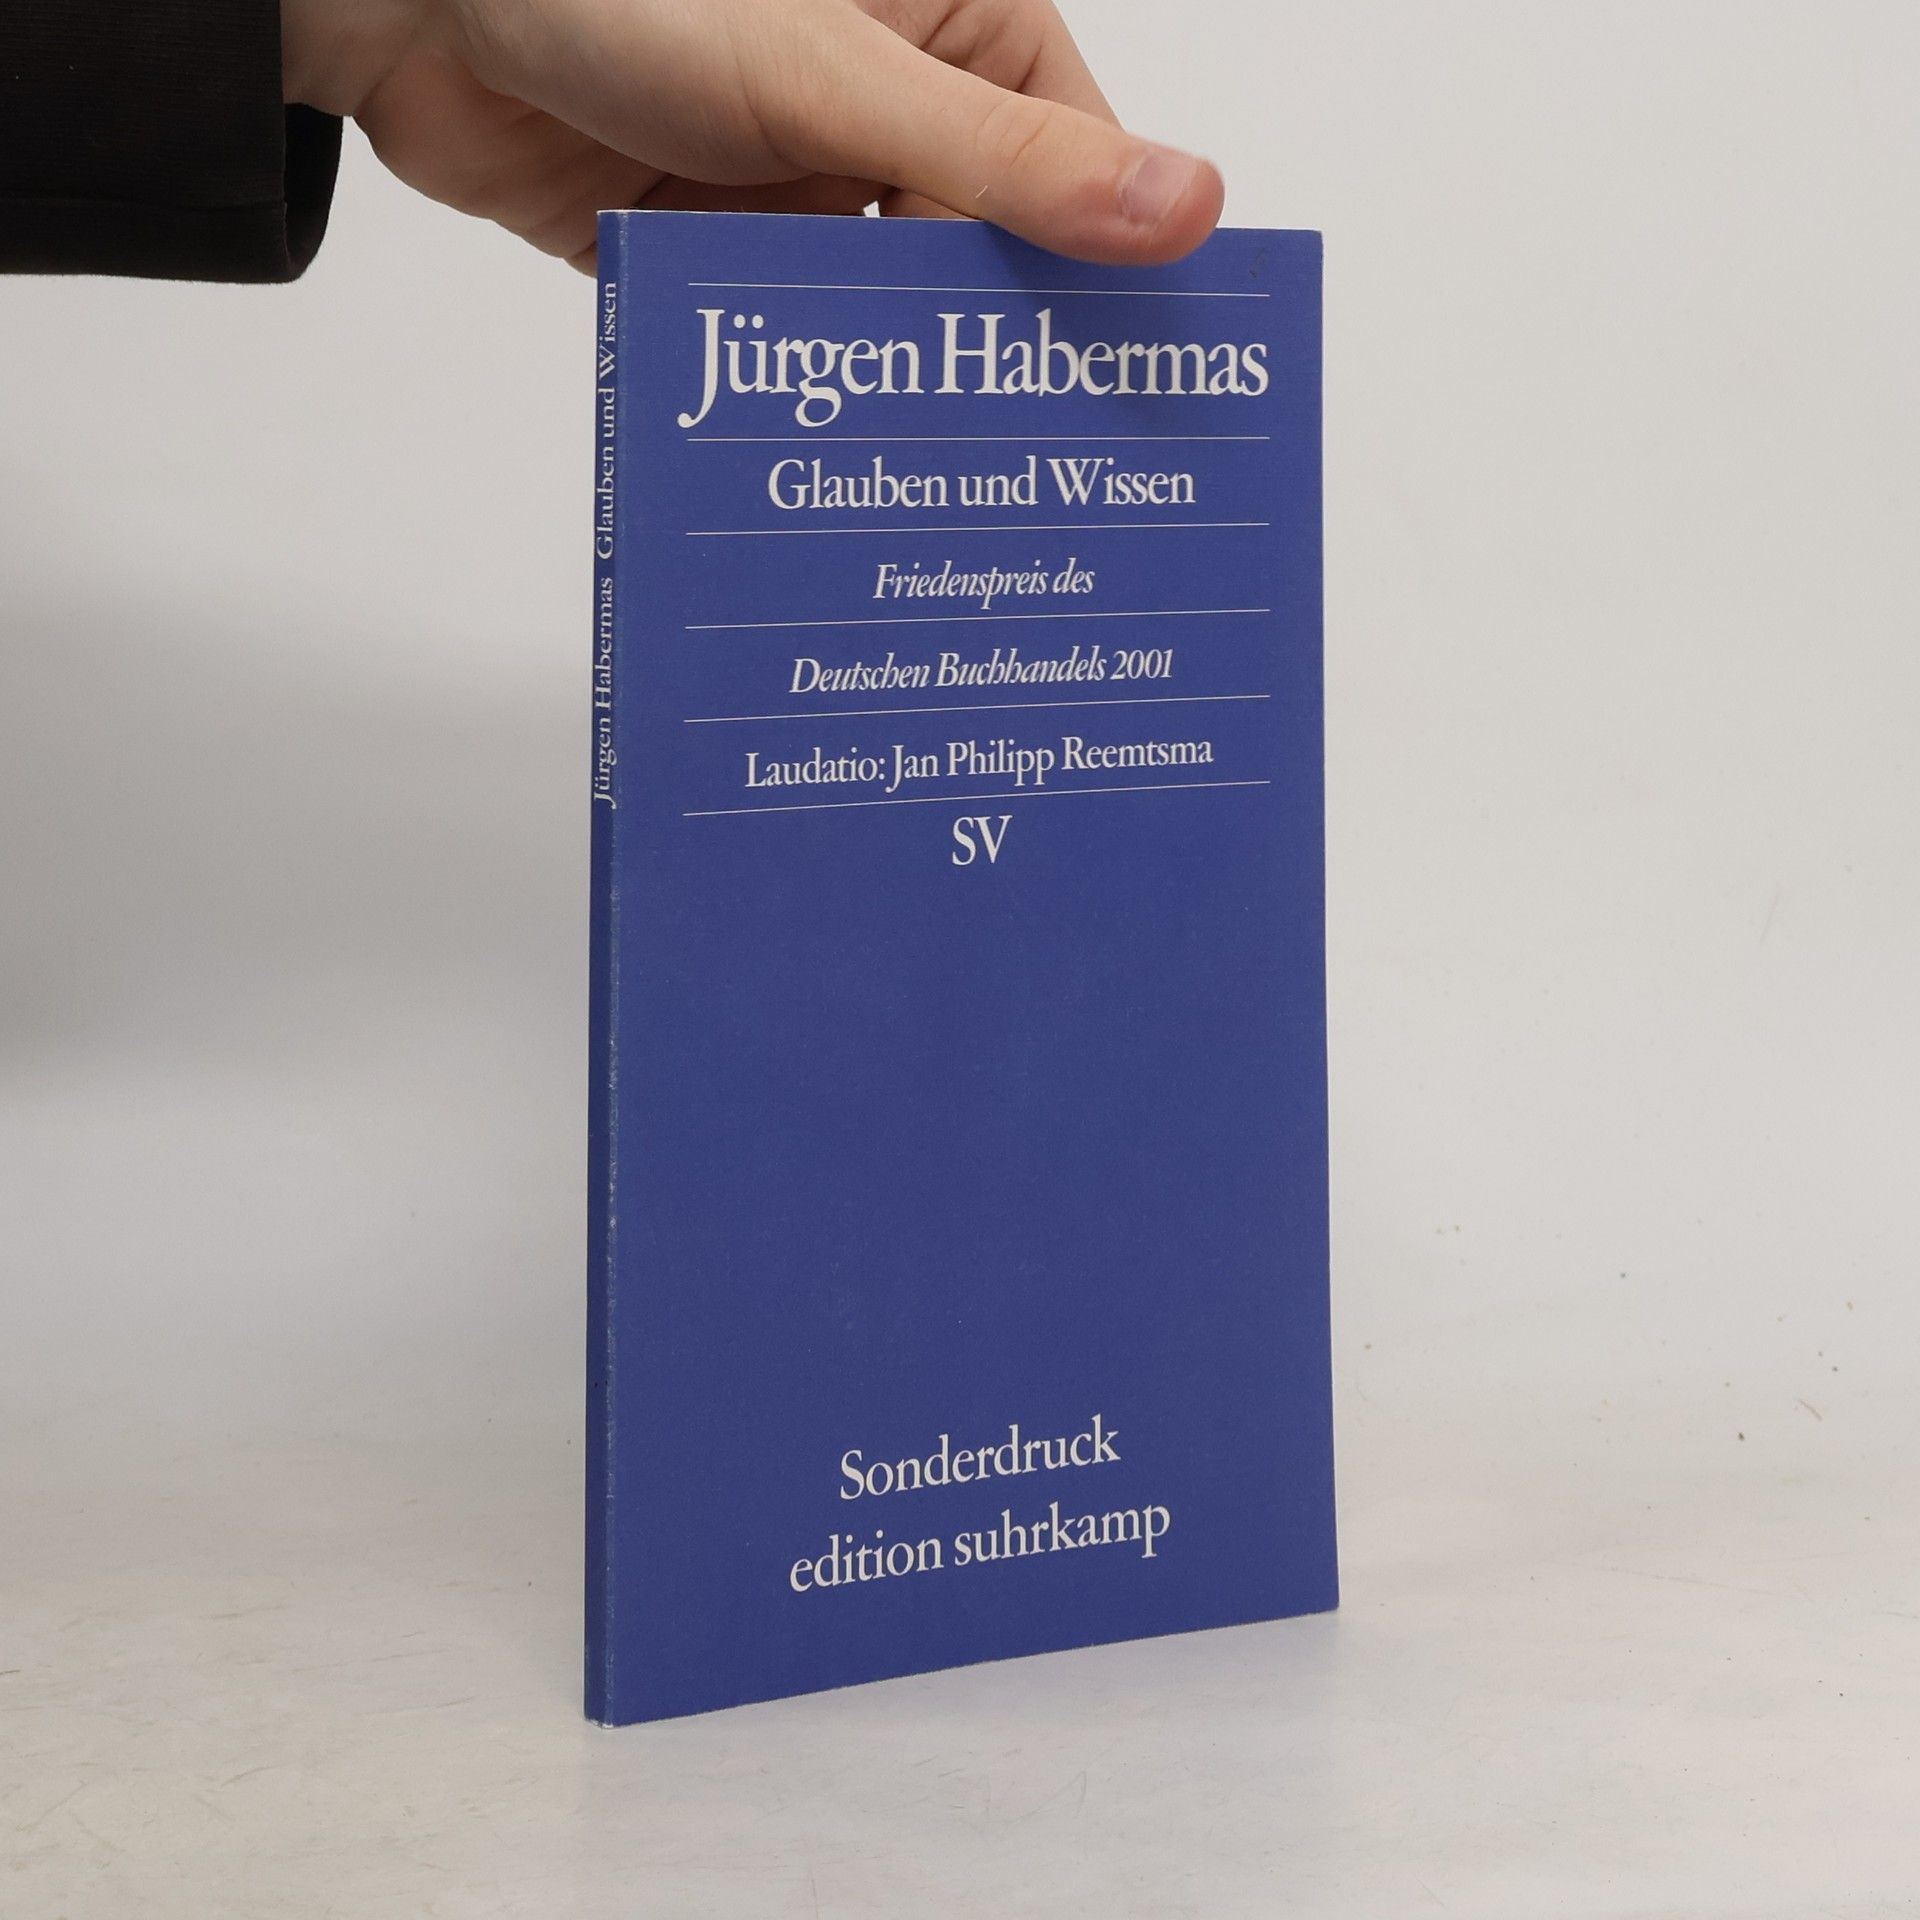 Jürgen Habermas
Glauben und Wissen
Friedenspreis des
Deutschen Buchhandels 2001
Laudatio: Jan Philipp Reemtsma
SV
Sonderdruck
edition suhrkamp
Jürgen Habermas Glauben und Wissen